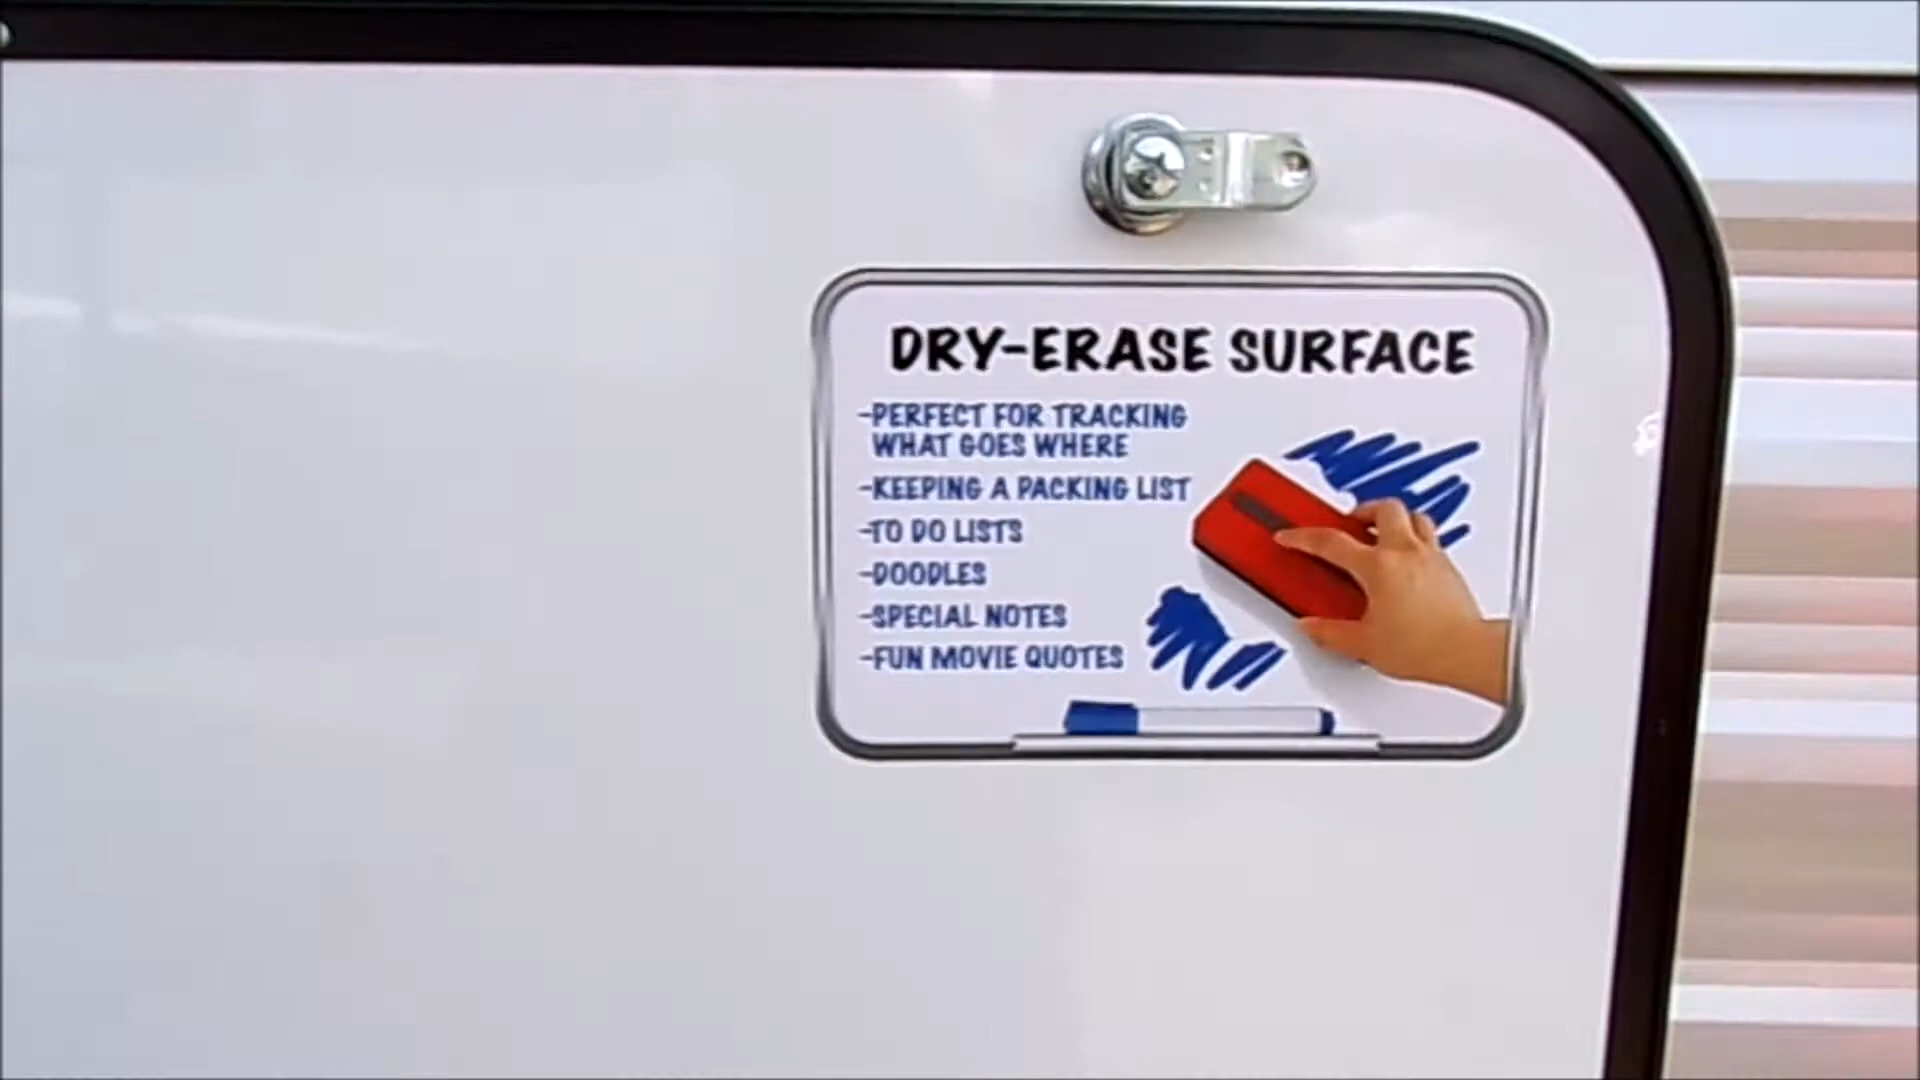 DRY-ERASE SURFACE
-PERFECT FOR TRACKING
WHAT GOES WHERE
-KEEPING A PACKING LIST
-TO DO LISTS
-DOODLES
-SPECIAL NOTES
-FUN MOVIE QUOTES